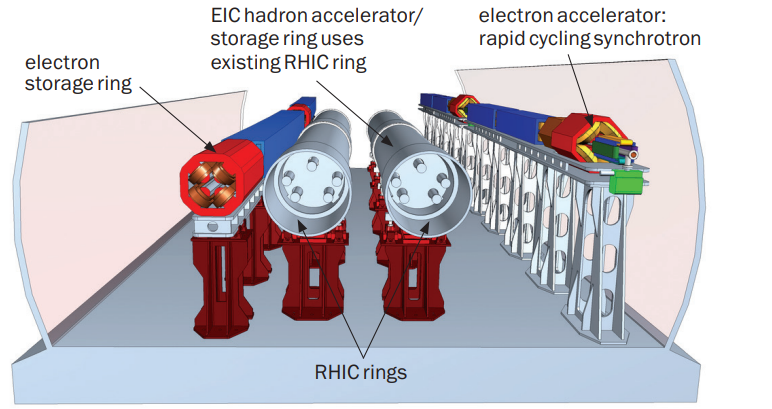 EIC hadron accelerator/
storage ring uses
existing RHIC ring
electron accelerator:
rapid cycling synchrotron
electron
storage ring
RHIC rings